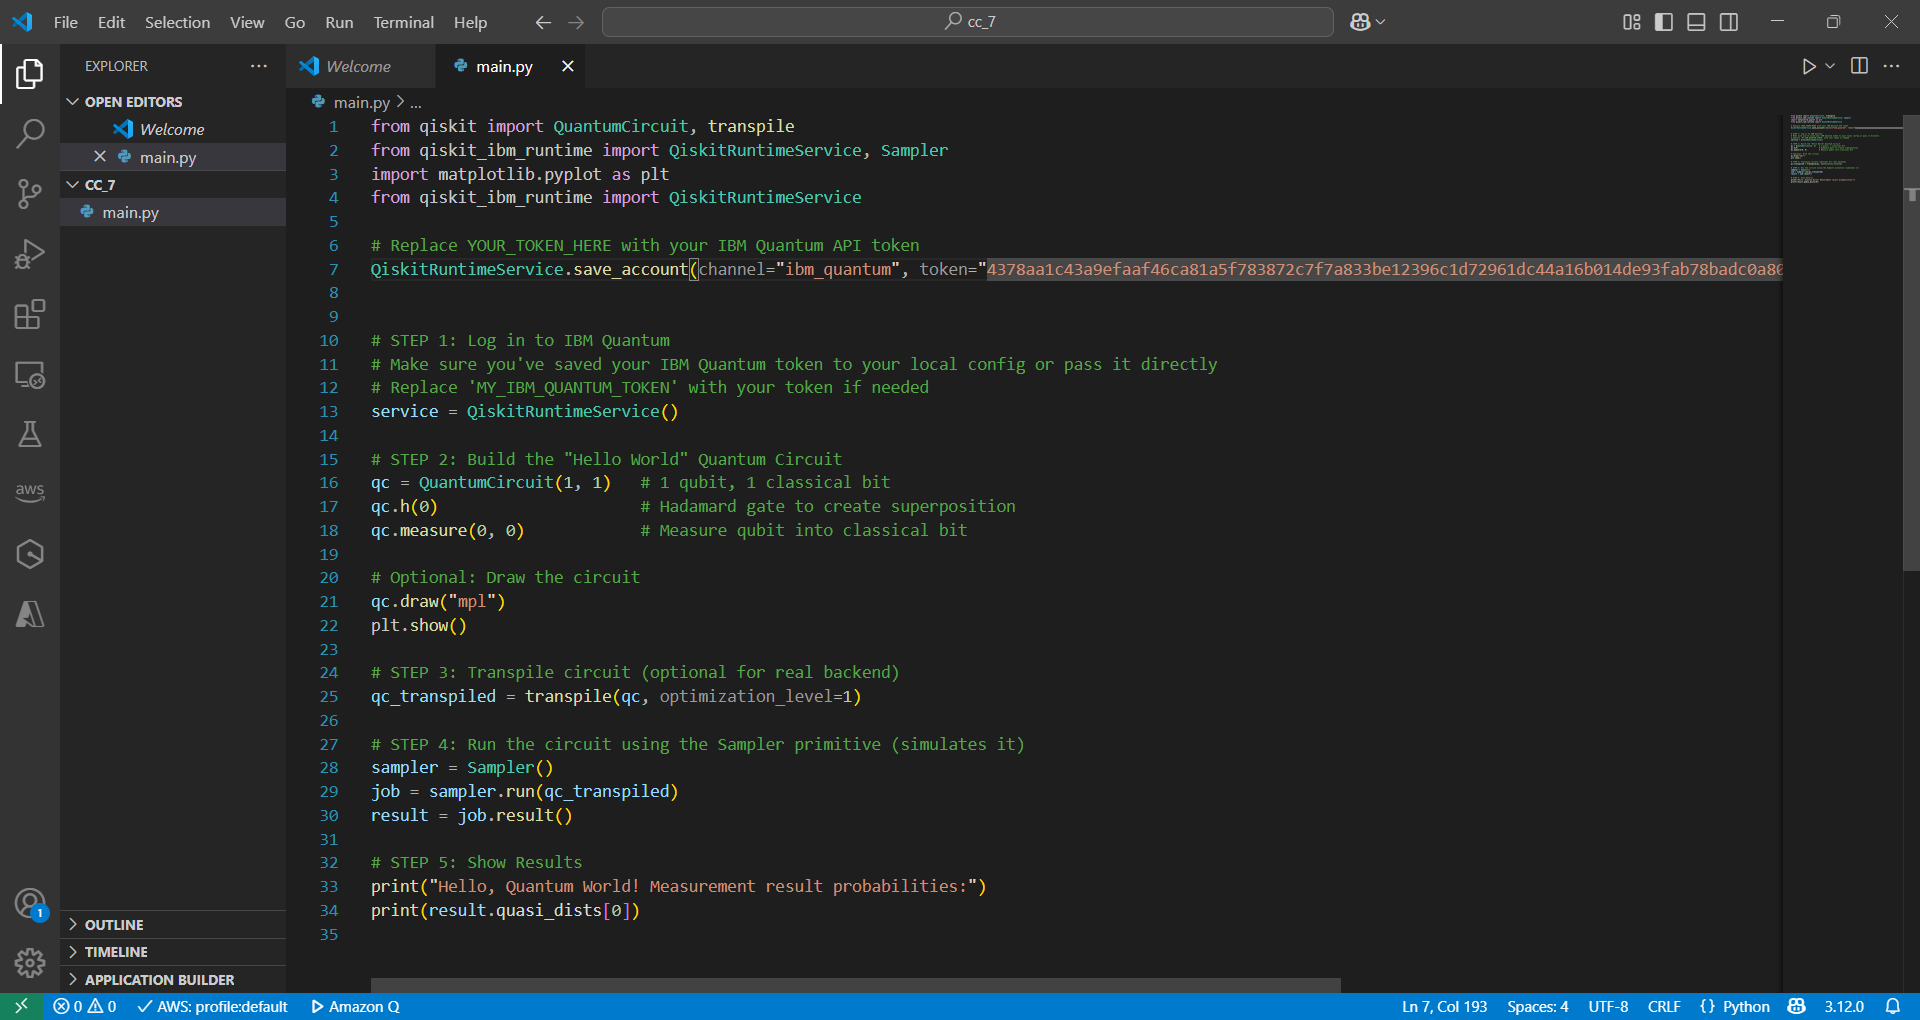 File Edit Selection View Go Run Terminal Help
cc_7
EXPLORER
OPEN EDITORS
Welcome
main.py
CC_7
main.py
OUTLINE
TIMELINE
APPLICATION BUILDER
aws
1
Welcome
main.py
main.py > ...
1 from qiskit import QuantumCircuit, transpile
2 from qiskit_ibm_runtime import QiskitRuntimeService, Sampler
3 import matplotlib.pyplot as plt
4 from qiskit_ibm_runtime import QiskitRuntimeService
5
6 # Replace YOUR_TOKEN_HERE with your IBM Quantum API token
7 QiskitRuntimeService.save_account(channel="ibm_quantum", token="4378aa1c43a9efaaf46ca81a5f783872c7f7a833be12396c1d72961dc44a16b014de93fab78badc0a80
8
9
10 # STEP 1: Log in to IBM Quantum
11 # Make sure you've saved your IBM Quantum token to your local config or pass it directly
12 # Replace 'MY_IBM_QUANTUM_TOKEN' with your token if needed
13 service = QiskitRuntimeService()
14
15 # STEP 2: Build the "Hello World" Quantum Circuit
16 qc = QuantumCircuit(1, 1)   # 1 qubit, 1 classical bit
17 qc.h(0)                     # Hadamard gate to create superposition
18 qc.measure(0, 0)            # Measure qubit into classical bit
19
20 # Optional: Draw the circuit
21 qc.draw("mpl")
22 plt.show()
23
24 # STEP 3: Transpile circuit (optional for real backend)
25 qc_transpiled = transpile(qc, optimization_level=1)
26
27 # STEP 4: Run the circuit using the Sampler primitive (simulates it)
28 sampler = Sampler()
29 job = sampler.run(qc_transpiled)
30 result = job.result()
31
32 # STEP 5: Show Results
33 print("Hello, Quantum World! Measurement result probabilities:")
34 print(result.quasi_dists[0])
35
0 0 AWS: profile:default Amazon Q Ln 7, Col 193 Spaces: 4 UTF-8 CRLF {} Python 3.12.0